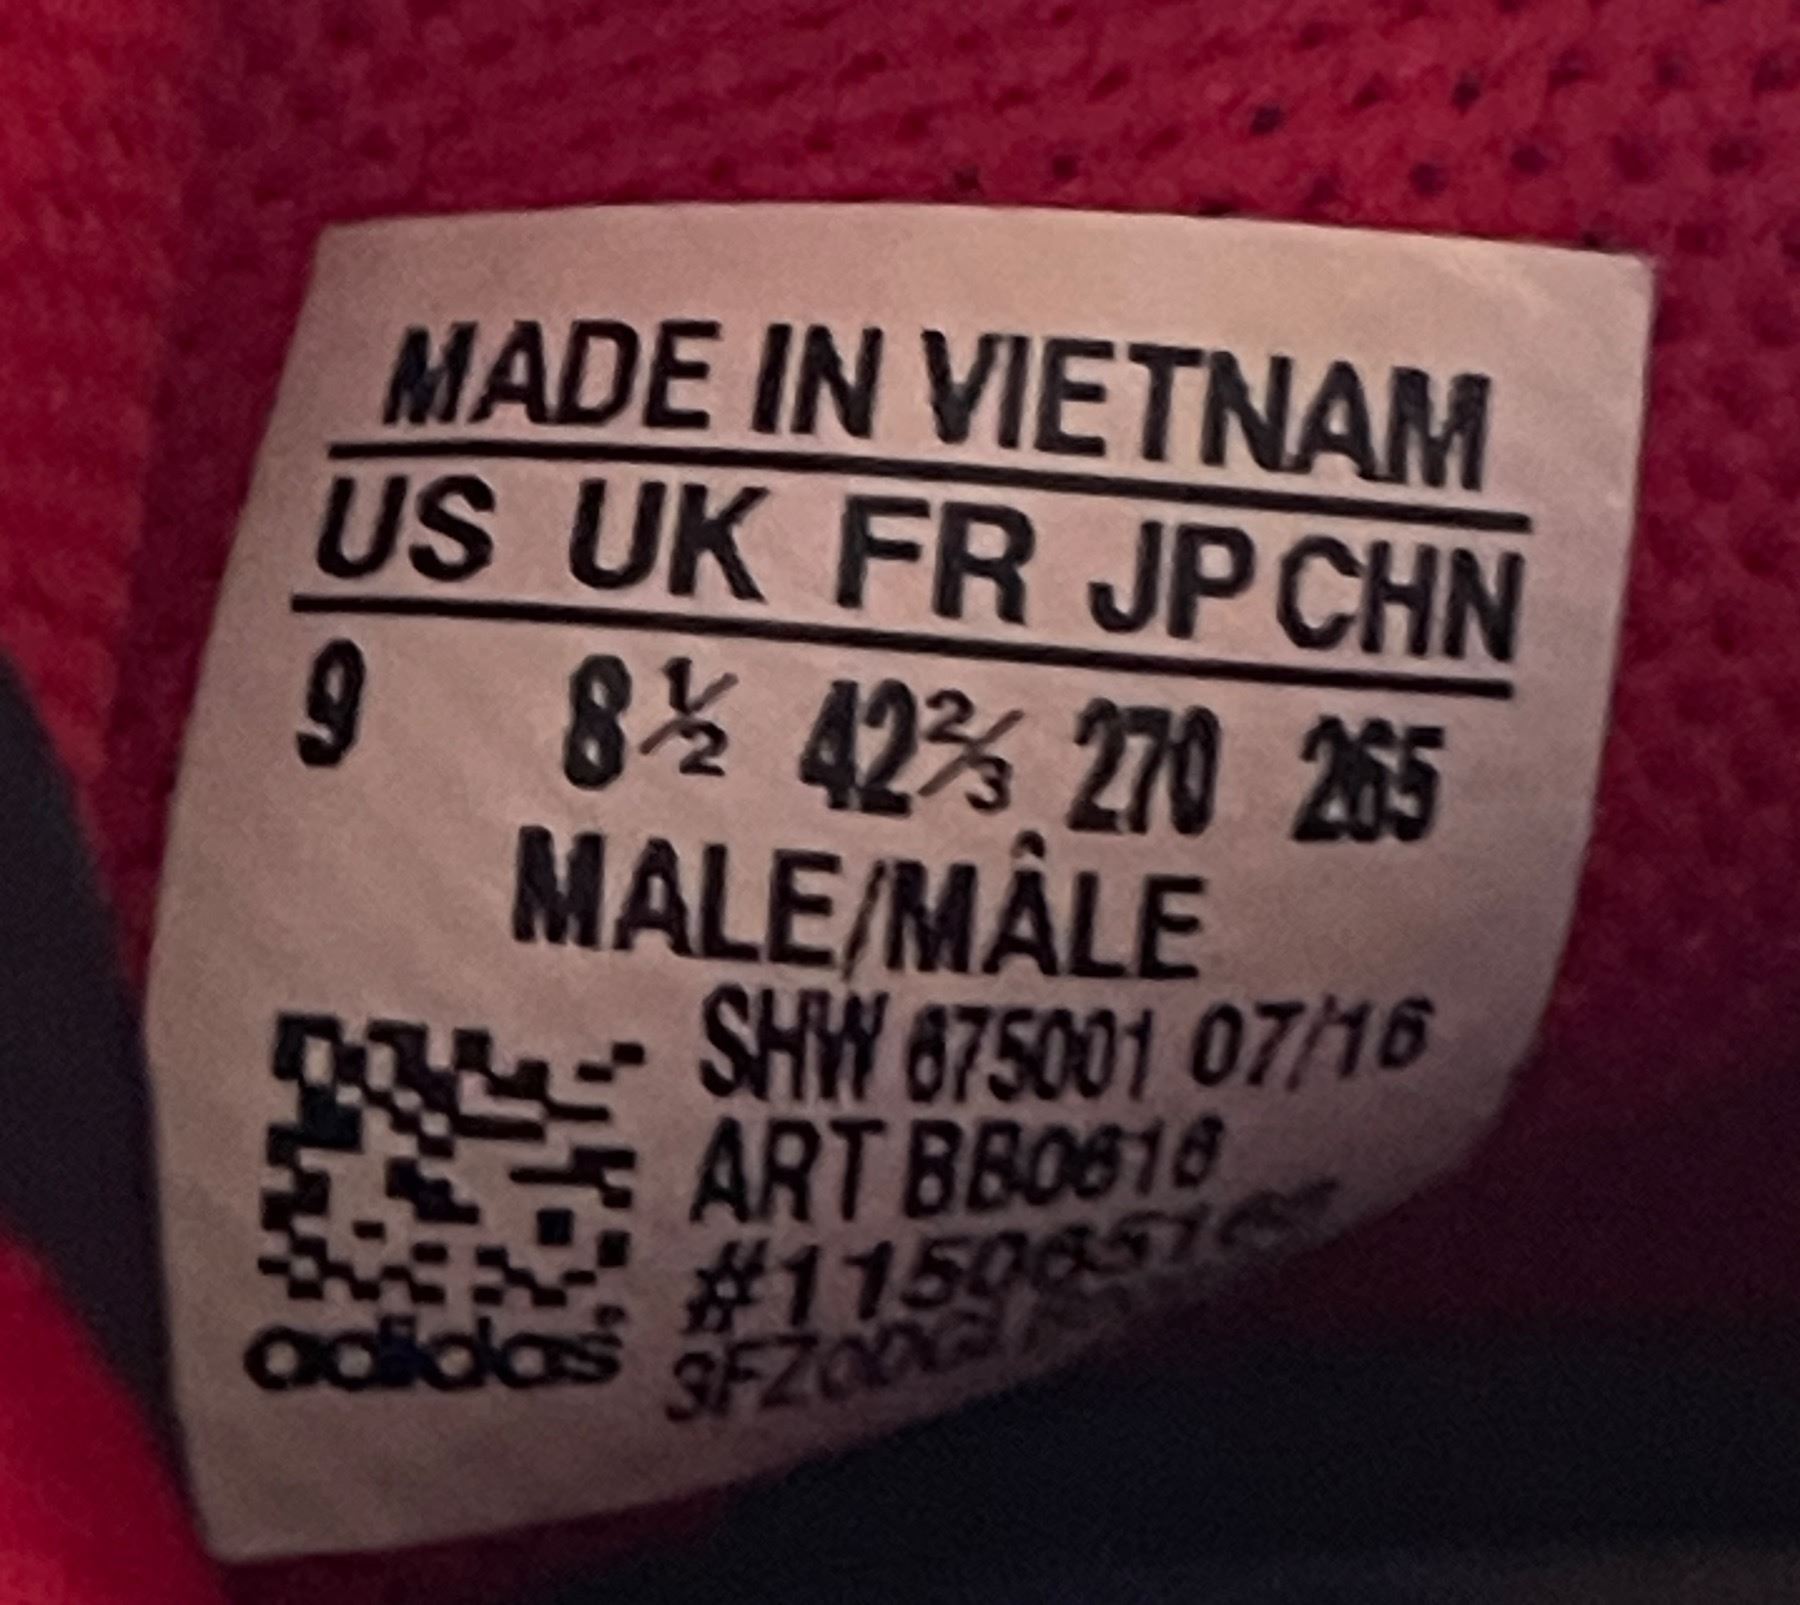 MADE IN VIETNAM
US UK FR JP CHN
9 8½ 42⅔ 270 265
MALE/MÂLE
SHW 675001 07/16
ART BB0616
adidas